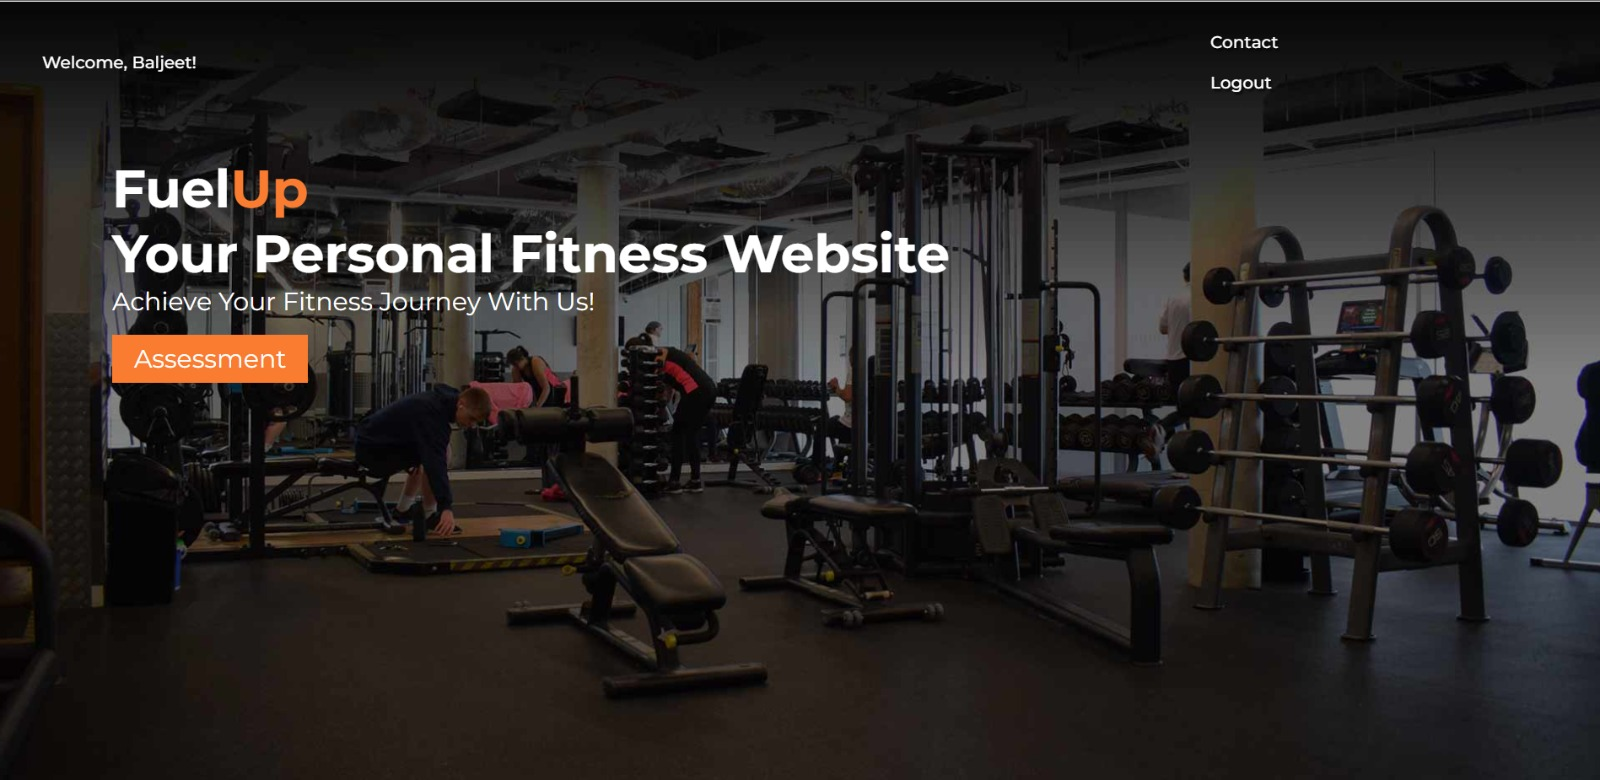 Welcome, Baljeet!
Contact
Logout
FuelUp
Your Personal Fitness Website
Achieve Your Fitness Journey With Us!
Assessment